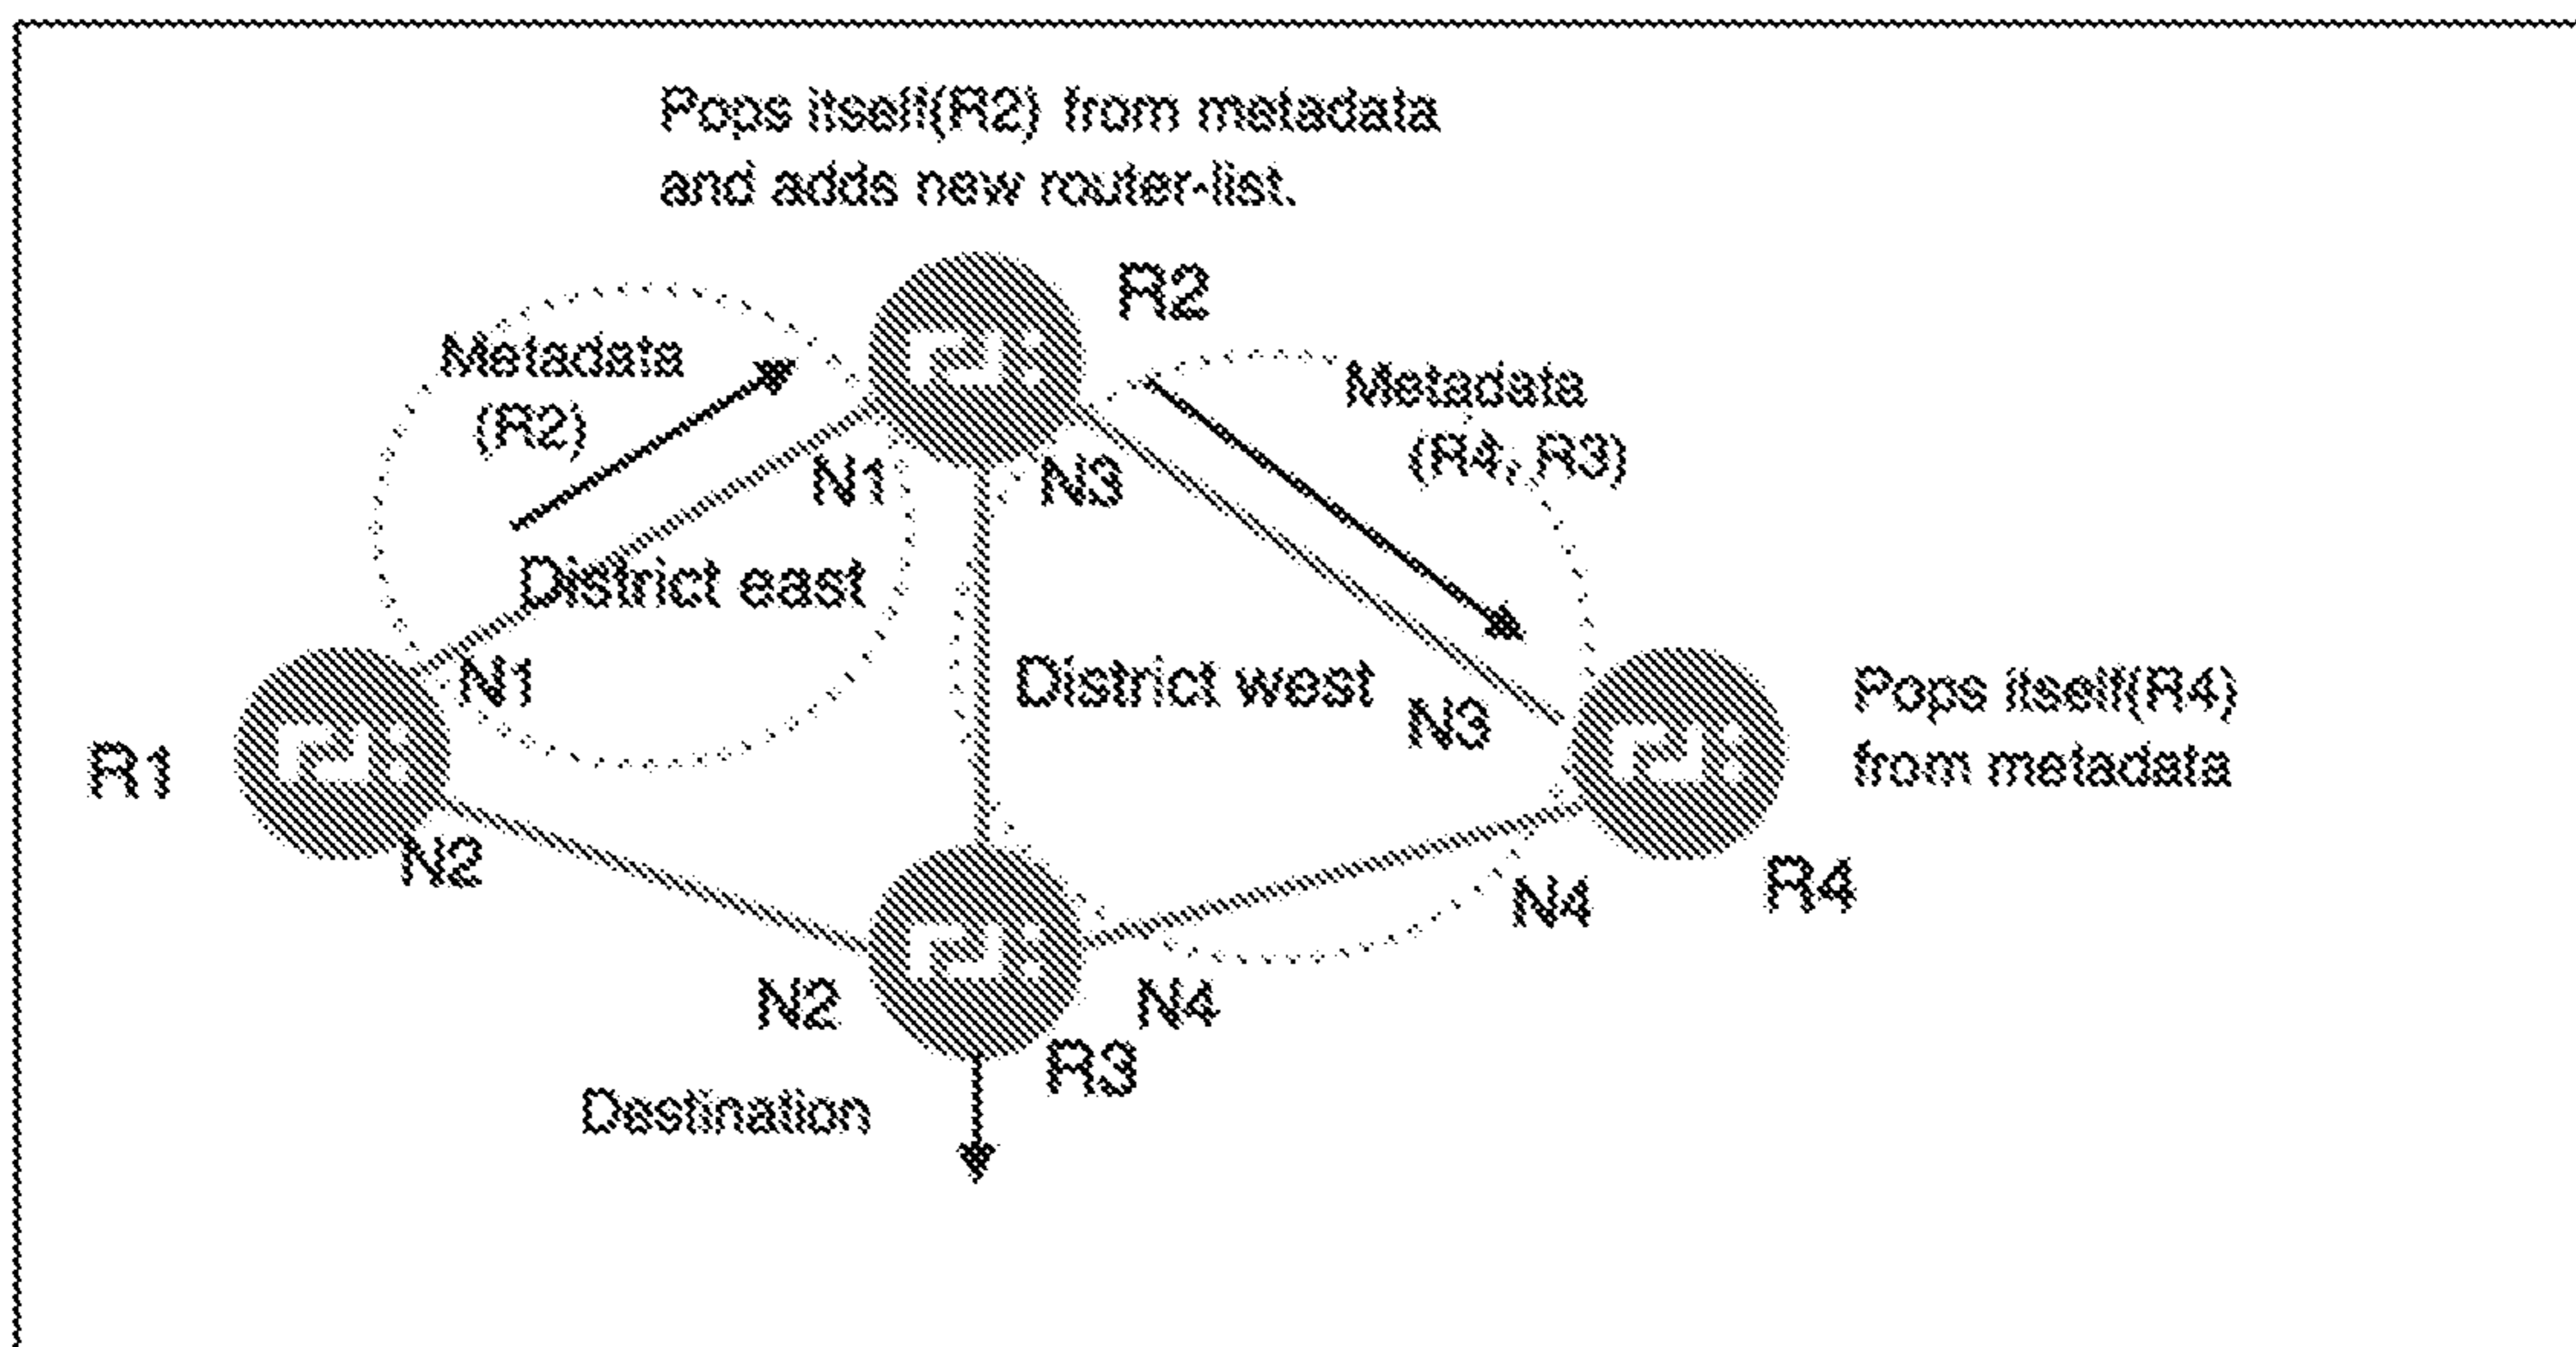 Pops itself(R2) from metadata
and adds new router-list.
R2
Metadata
(R2)
Metadata
(R4, R3)
N1
N3
District east
District west
N1
N3
R1
Pops itself(R4)
from metadata
N2
N4
R4
N2
N4
R3
Destination